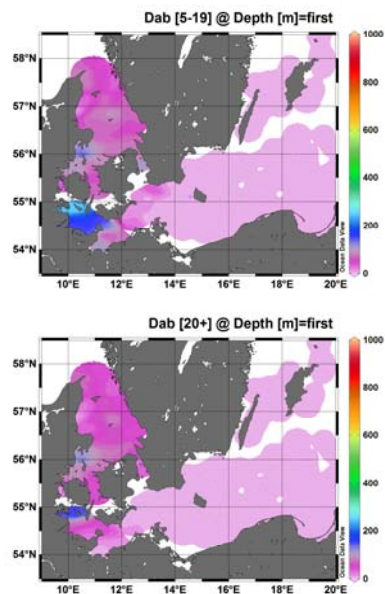 Dab [5-19] @ Depth [m]=first
58°N
57°N
56°N
55°N
54°N
10°E 12°E 14°E 16°E 18°E 20°E
1000
800
600
400
200
0
Ocean Data View
Dab [20+] @ Depth [m]=first
58°N
57°N
56°N
55°N
54°N
10°E 12°E 14°E 16°E 18°E 20°E
1000
800
600
400
200
0
Ocean Data View